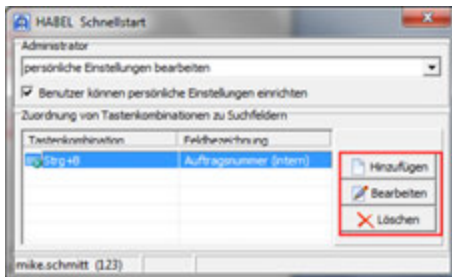 HABEL Schnellstart
Administrator
persönliche Einstellungen bearbeiten
Benutzer können persönliche Einstellungen einrichten
Zuordnung von Tastenkombinationen zu Suchfeldern
Tastenkombination Feldbezeichnung
Strg+B Auftragsnummer (intern)
Hinzufügen
Bearbeiten
Löschen
mike.schmitt (123)